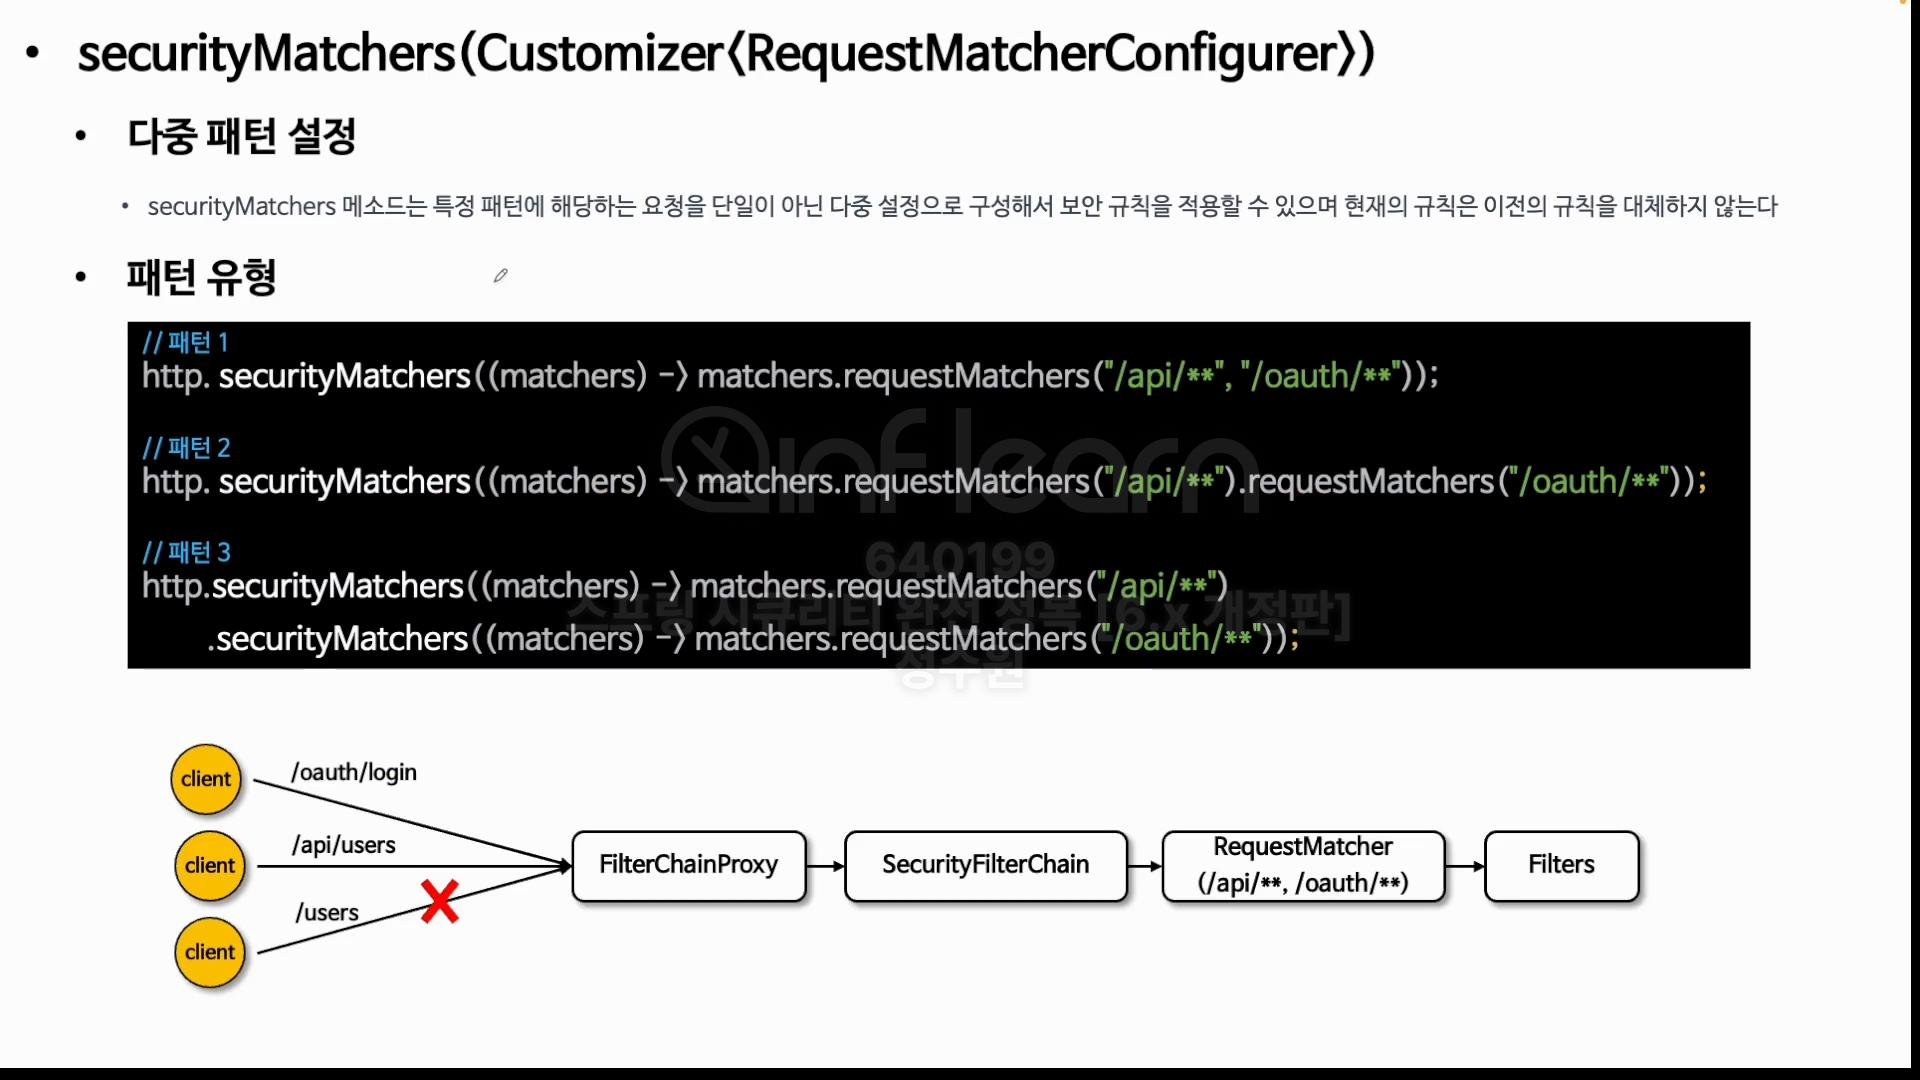 • securityMatchers(Customizer<RequestMatcherConfigurer>)
• 다중 패턴 설정
• securityMatchers 메소드는 특정 패턴에 해당하는 요청을 단일이 아닌 다중 설정으로 구성해서 보안 규칙을 적용할 수 있으며 현재의 규칙은 이전의 규칙을 대체하지 않는다
• 패턴 유형
// 패턴 1
http. securityMatchers((matchers) -> matchers.requestMatchers("/api/**", "/oauth/**"));
// 패턴 2
http. securityMatchers((matchers) -> matchers.requestMatchers("/api/**").requestMatchers("/oauth/**"));
// 패턴 3
http.securityMatchers((matchers) -> matchers.requestMatchers("/api/**")
.securityMatchers((matchers) -> matchers.requestMatchers("/oauth/**"));
inflearn
640199
스프링 시큐리티 완전 정복 [6.x 개정판]
정수원
client
/oauth/login
client
/api/users
client
/users
FilterChainProxy
SecurityFilterChain
RequestMatcher
(/api/**, /oauth/**)
Filters